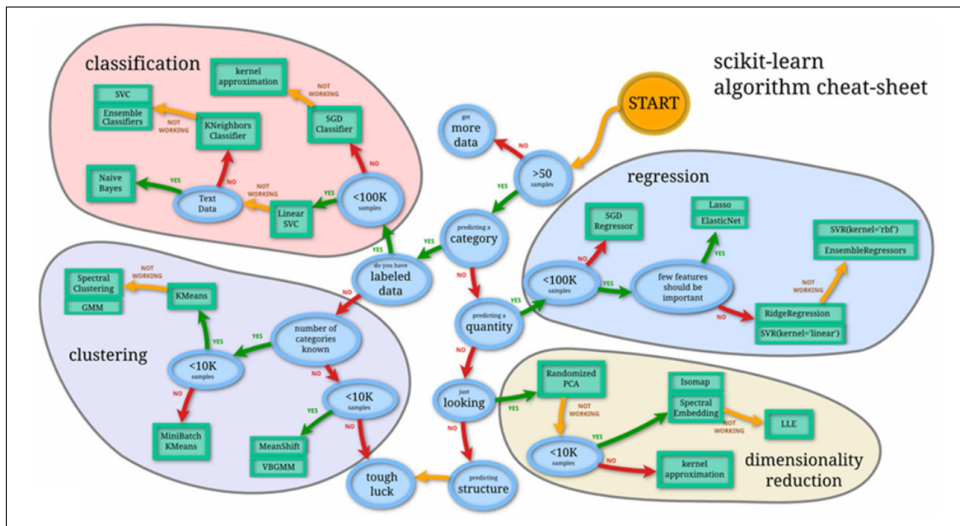 scikit-learn
algorithm cheat-sheet
START
classification
kernel
approximation
NOT
WORKING
SVC
Ensemble
Classifiers
NOT
WORKING
KNeighbors
Classifier
SGD
Classifier
get
more
data
NO
>50
samples
YES
NO
NO
Naive
Bayes
YES
Text
Data
NOT
WORKING
Linear
SVC
YES
<100K
samples
YES
predicting a
category
YES
do you have
labeled
data
NO
NO
regression
SGD
Regressor
NO
Lasso
ElasticNet
YES
SVR(kernel='rbf')
EnsembleRegressors
<100K
samples
YES
few features
should be
important
NOT
WORKING
NO
RidgeRegression
SVR(kernel='linear')
predicting a
quantity
YES
NO
clustering
Spectral
Clustering
GMM
NOT
WORKING
KMeans
YES
number of
categories
known
YES
NO
<10K
samples
NO
<10K
samples
YES
NO
MiniBatch
KMeans
MeanShift
VBGMM
just
looking
YES
NO
tough
luck
predicting
structure
dimensionality
reduction
Randomized
PCA
NOT
WORKING
Isomap
Spectral
Embedding
NOT
WORKING
LLE
YES
<10K
samples
NO
kernel
approximation